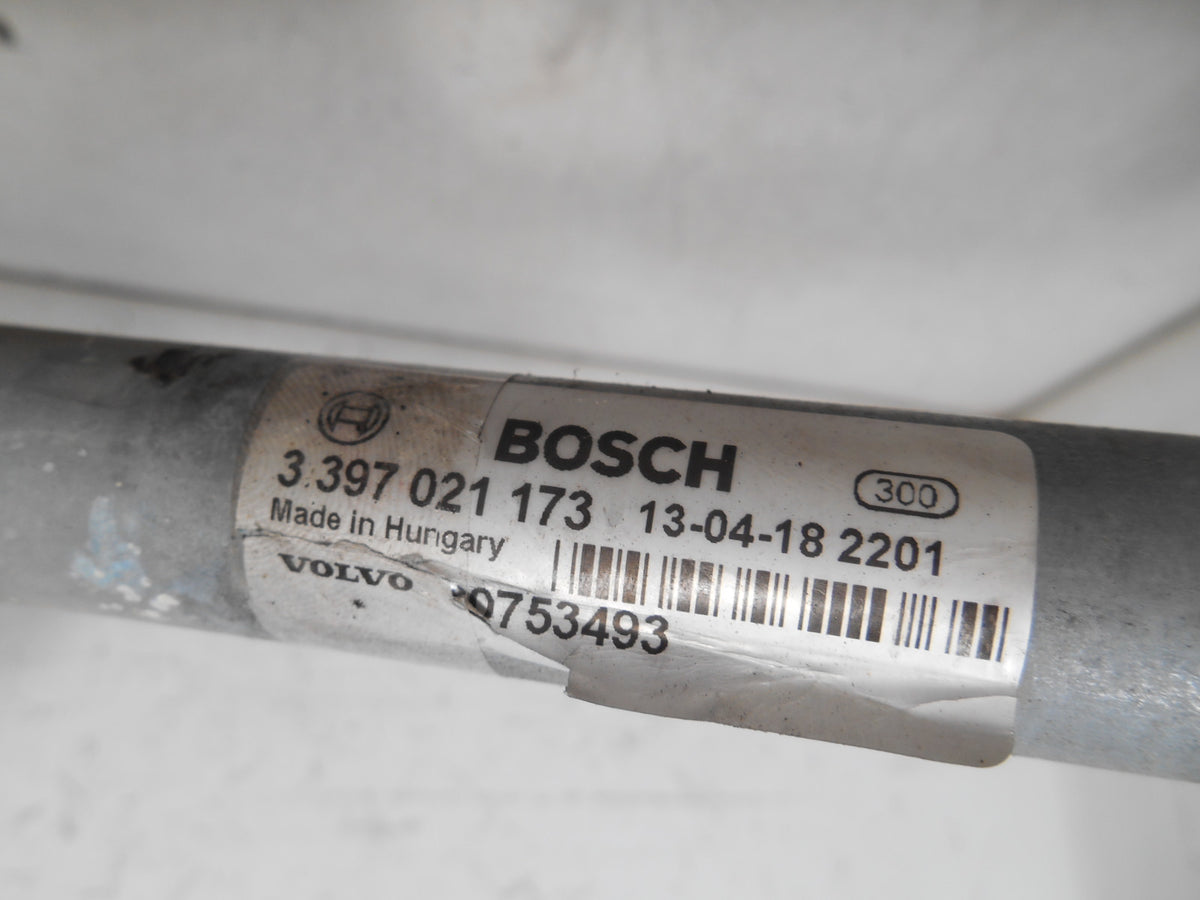 BOSCH
300
3.397 021 173 13-04-18 2201
Made in Hungary
VOLVO 0753493
*